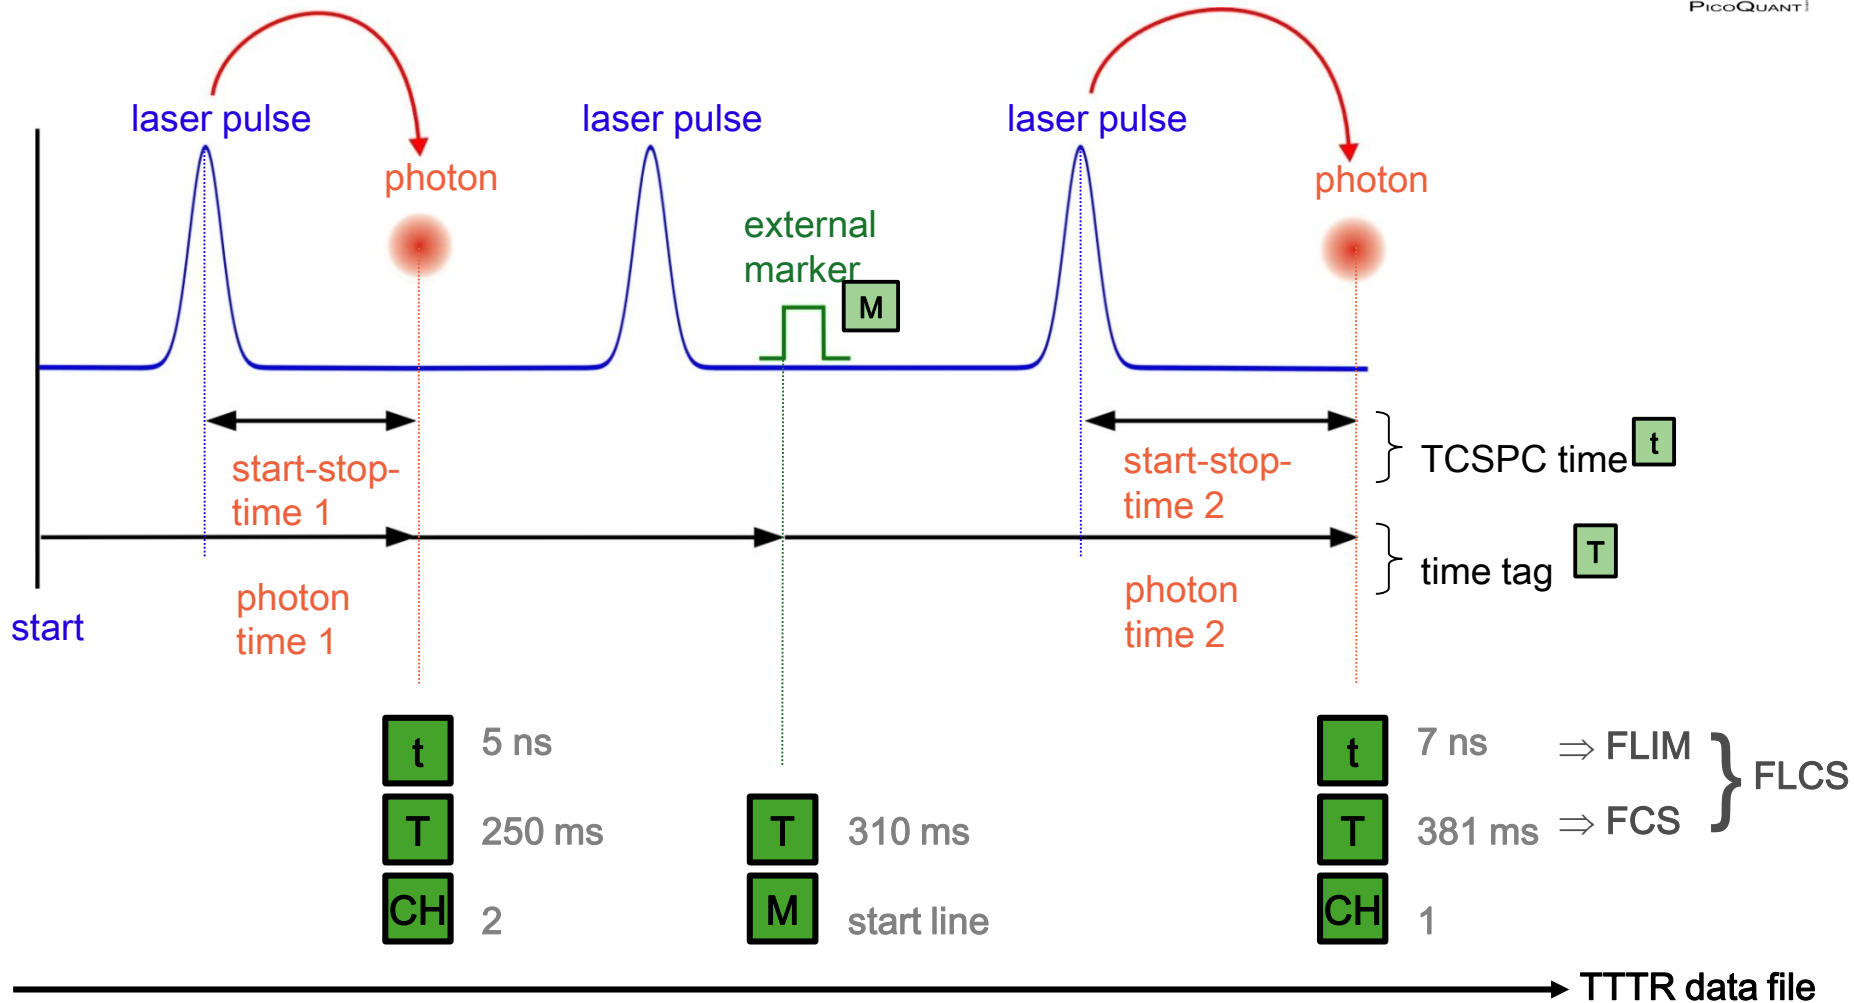 PICOQUANT
laser pulse
laser pulse
laser pulse
photon
photon
external
marker
M
start-stop-
time 1
start-stop-
time 2
TCSPC time
t
photon
time 1
photon
time 2
time tag
T
start
t
5 ns
t
7 ns
⇒ FLIM
FLCS
T
250 ms
T
310 ms
T
381 ms
⇒ FCS
CH
2
M
start line
CH
1
TTTR data file